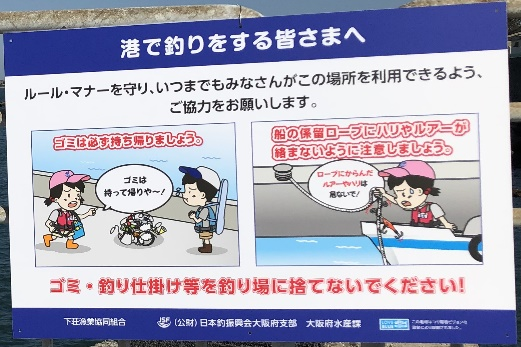 港で釣りをする皆さまへ
ルール・マナーを守り、いつまでもみなさんがこの場所を利用できるよう、
ご協力をお願いします。
ゴミは必ず持ち帰りましょう。
ゴミは
持って帰りや〜!
船の係留ロープにハリやルアーが
絡まないように注意しましょう。
ロープにからんだ
ルアーやハリは
危ないで!
ゴミ・釣り仕掛け等を釣り場に捨てないでください!
下荘漁業協同組合
JSF (公財)日本釣振興会大阪府支部 大阪府水産課